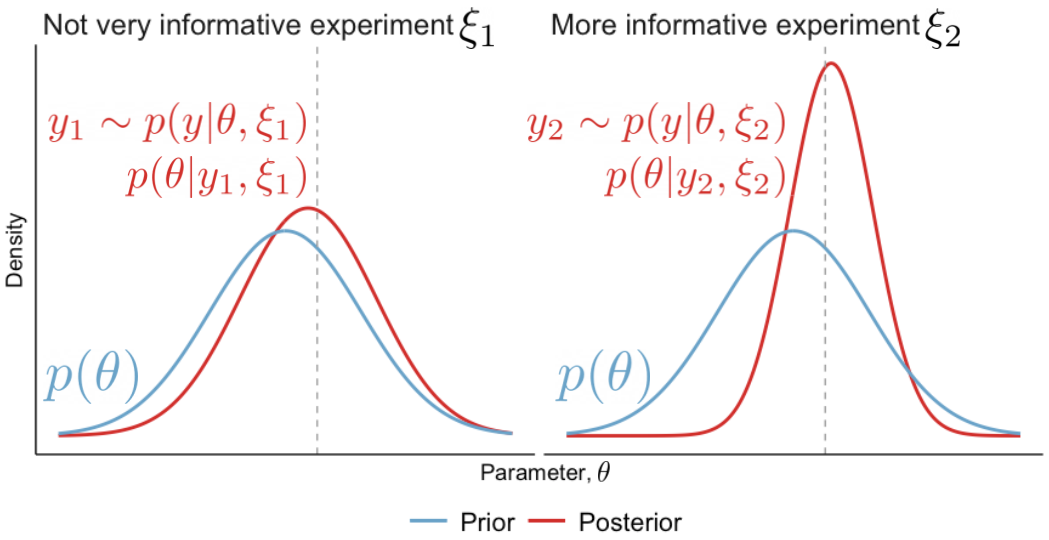 Not very informative experiment ξ₁
y₁ ∼ p(y|θ, ξ₁)
p(θ|y₁, ξ₁)
p(θ)
More informative experiment ξ₂
y₂ ∼ p(y|θ, ξ₂)
p(θ|y₂, ξ₂)
p(θ)
Density
Parameter, θ
Prior
Posterior